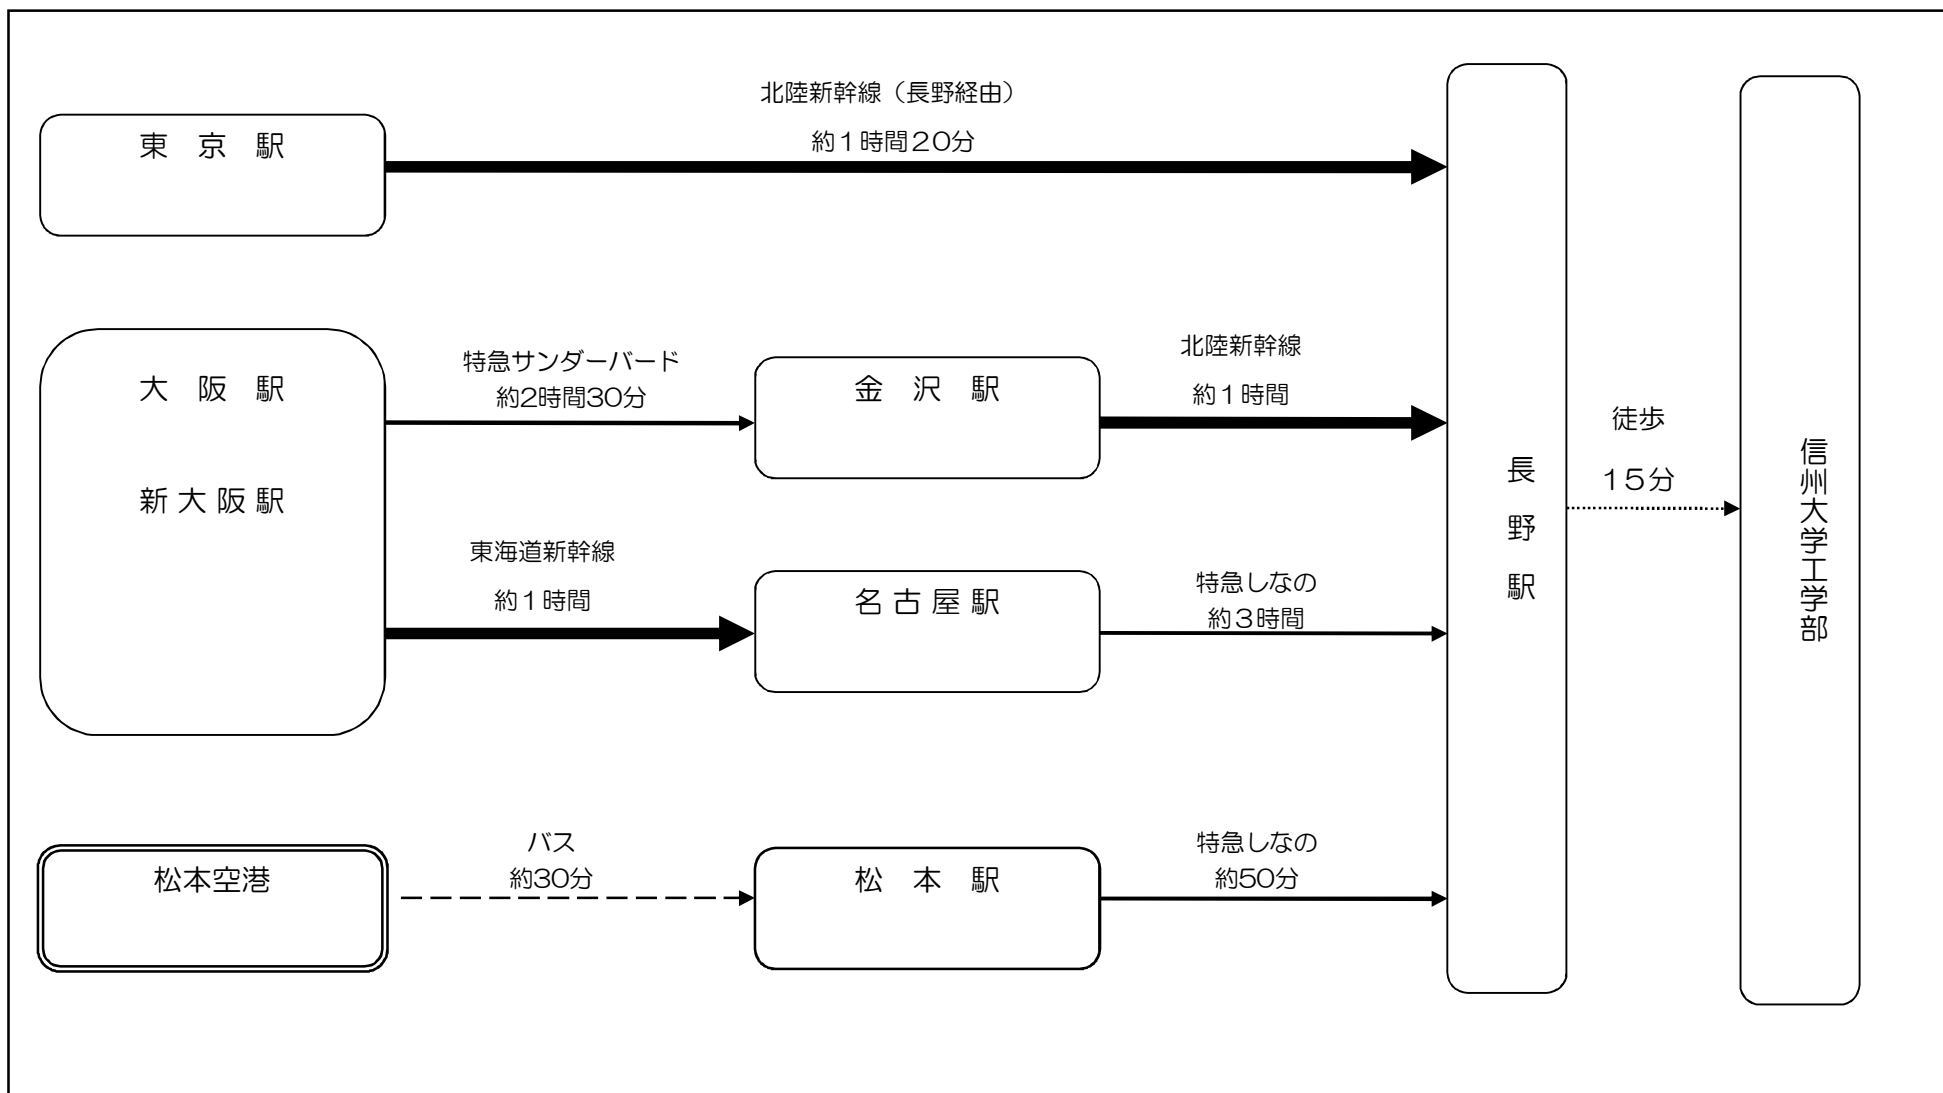 北陸新幹線（長野経由）
約１時間２０分
東　京　駅
大　阪　駅
新大阪駅
特急サンダーバード
約2時間30分
金　沢　駅
北陸新幹線
約１時間
東海道新幹線
約１時間
名古屋駅
特急しなの
約３時間
松本空港
バス
約30分
松　本　駅
特急しなの
約50分
長野駅
徒歩
１５分
信州大学工学部